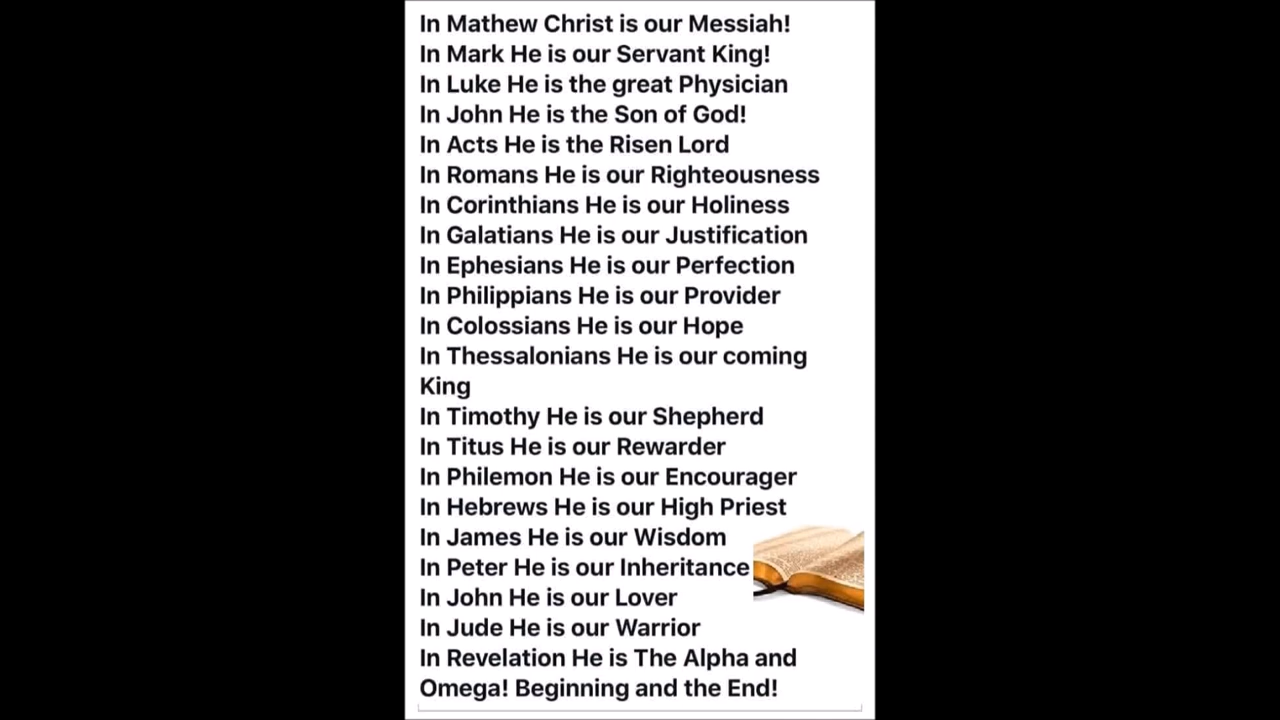 In Mathew Christ is our Messiah!
In Mark He is our Servant King!
In Luke He is the great Physician
In John He is the Son of God!
In Acts He is the Risen Lord
In Romans He is our Righteousness
In Corinthians He is our Holiness
In Galatians He is our Justification
In Ephesians He is our Perfection
In Philippians He is our Provider
In Colossians He is our Hope
In Thessalonians He is our coming
King
In Timothy He is our Shepherd
In Titus He is our Rewarder
In Philemon He is our Encourager
In Hebrews He is our High Priest
In James He is our Wisdom
In Peter He is our Inheritance
In John He is our Lover
In Jude He is our Warrior
In Revelation He is The Alpha and
Omega! Beginning and the End!